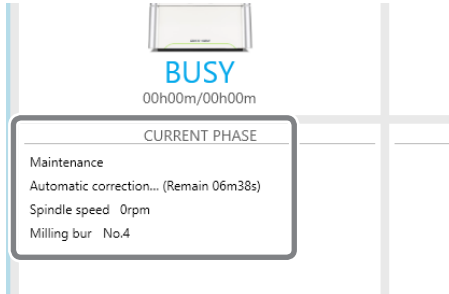 BUSY
00h00m/00h00m
CURRENT PHASE
Maintenance
Automatic correction... (Remain 06m38s)
Spindle speed 0rpm
Milling bur No.4